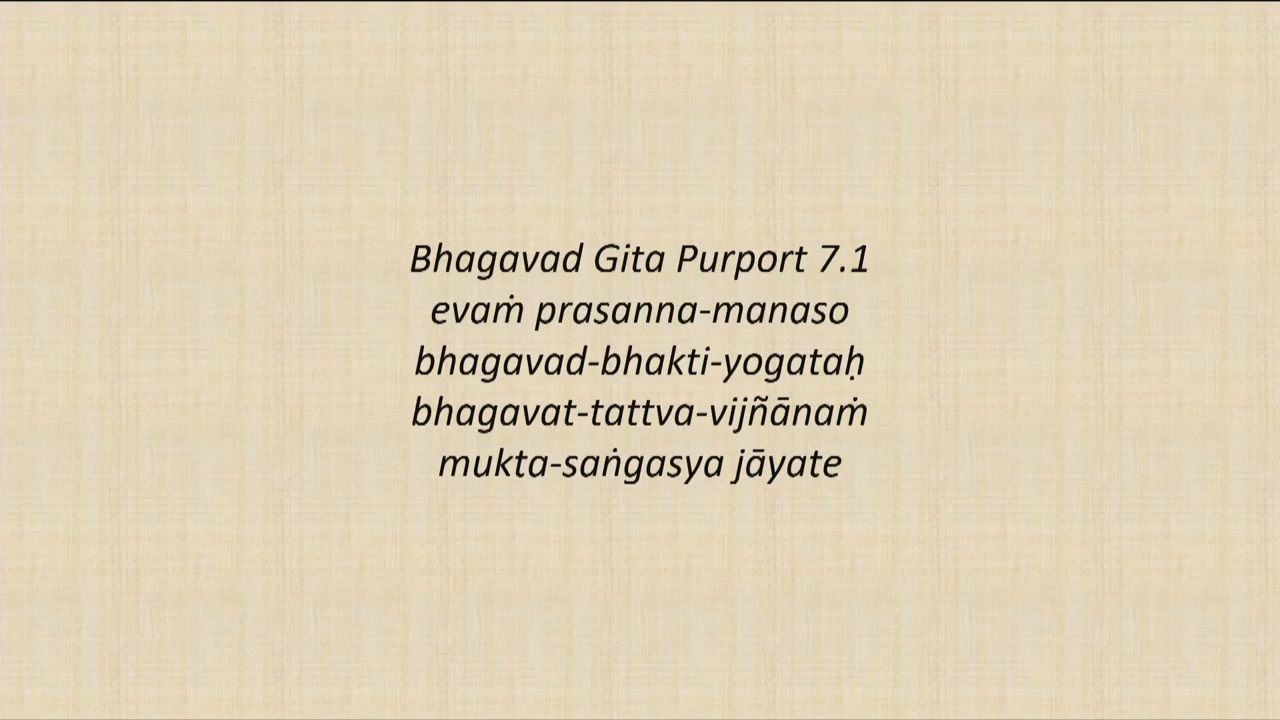 Bhagavad Gita Purport 7.1
evaṁ prasanna-manaso
bhagavad-bhakti-yogataḥ
bhagavat-tattva-vijñānaṁ
mukta-saṅgasya jāyate